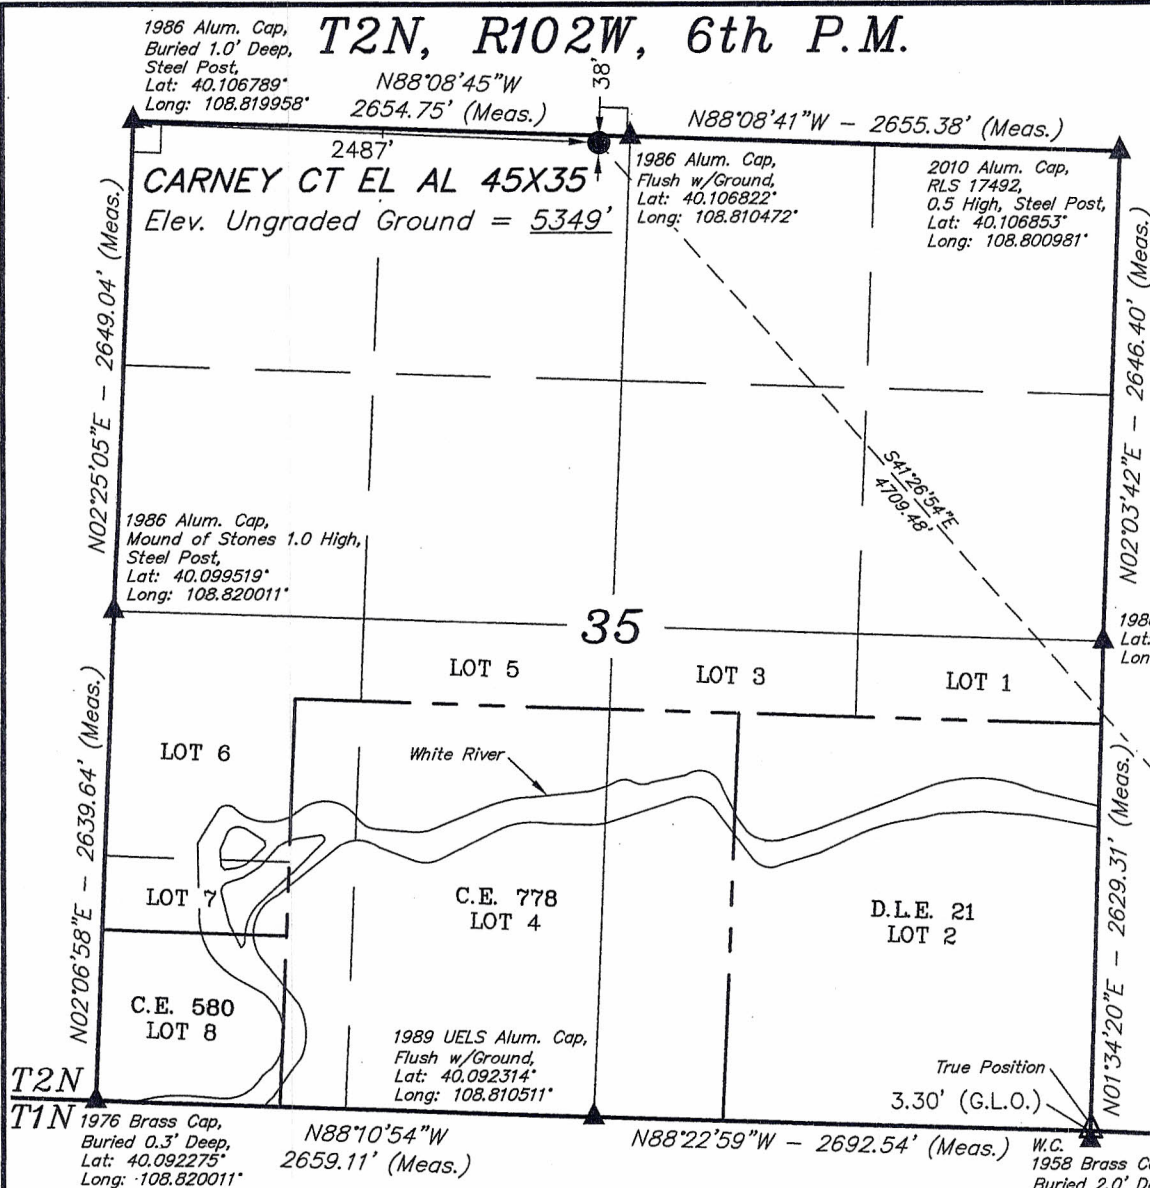 T2N, R102W, 6th P.M.
1986 Alum. Cap,
Buried 1.0' Deep,
Steel Post,
Lat: 40.106789°
Long: 108.819958°
N88°08'45"W
2654.75' (Meas.)
38'
N88°08'41"W – 2655.38' (Meas.)
2487'
CARNEY CT EL AL 45X35
Elev. Ungraded Ground = 5349'
1986 Alum. Cap,
Flush w/Ground,
Lat: 40.106822°
Long: 108.810472°
2010 Alum. Cap,
RLS 17492,
0.5 High, Steel Post,
Lat: 40.106853°
Long: 108.800981°
N02°25'05"E – 2649.04' (Meas.)
N02°03'42"E – 2646.40' (Meas.)
S41°26'54"E
4709.48'
1986 Alum. Cap,
Mound of Stones 1.0 High,
Steel Post,
Lat: 40.099519°
Long: 108.820011°
35
Lat:
LOT 5
LOT 3
LOT 1
LOT 6
White River
N02°06'58"E – 2639.64' (Meas.)
N01°34'20"E – 2629.31' (Meas.)
LOT 7
C.E. 778
LOT 4
D.L.E. 21
LOT 2
C.E. 580
LOT 8
1989 UELS Alum. Cap,
Flush w/Ground,
Lat: 40.092314°
Long: 108.810511°
True Position
3.30' (G.L.O.)
T2N
T1N
1976 Brass Cap,
Buried 0.3' Deep,
Lat: 40.092275°
Long: 108.820011°
N88°10'54"W
2659.11' (Meas.)
N88°22'59"W – 2692.54' (Meas.)
W.C.
1958 Brass
Buried 2.0'